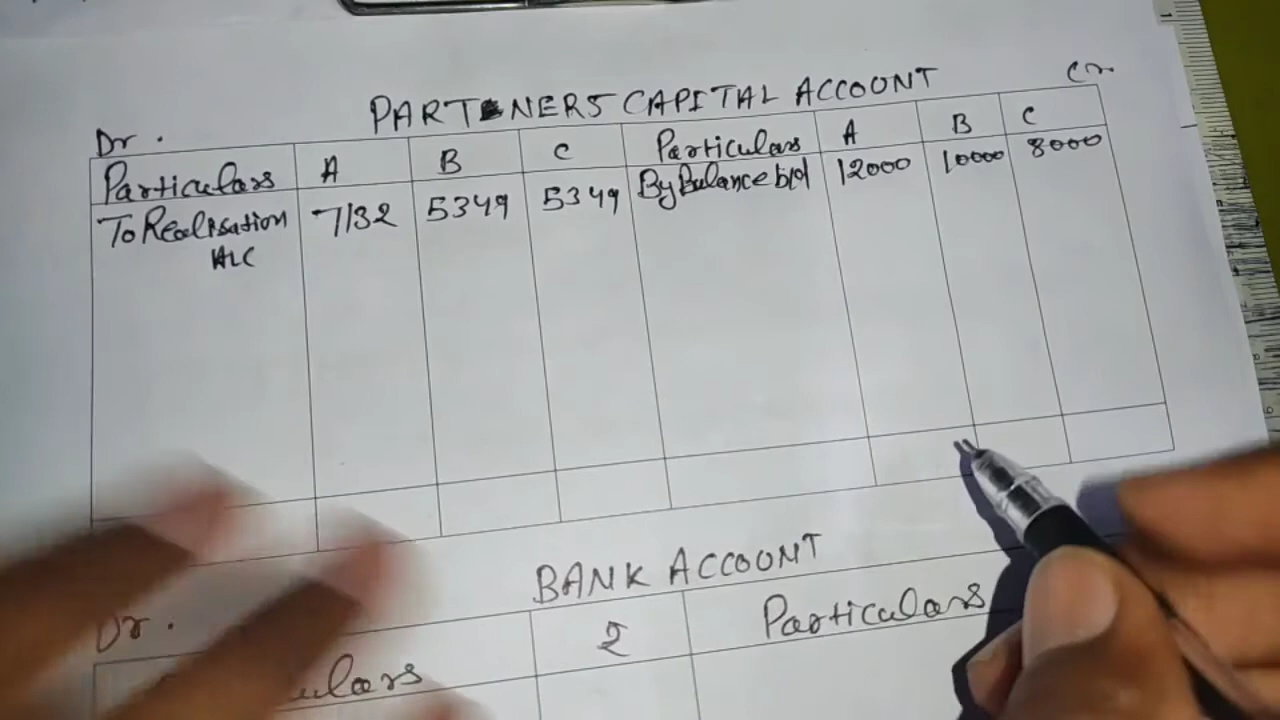 PARTNERS CAPITAL ACCOUNT
Dr. Cr
Particulars A B C Particulars A B C
To Realisation 7132 5349 5349 By Balance b/d 12000 10000 8000
A/C
BANK ACCOUNT
Dr.
ulars ₹ Particulars